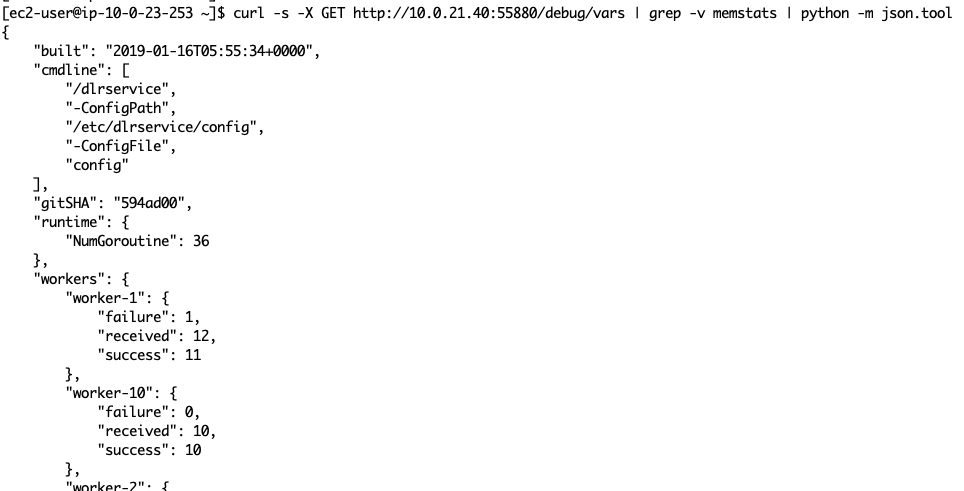 [ec2-user@ip-10-0-23-253 ~]$ curl -s -X GET http://10.0.21.40:55880/debug/vars | grep -v memstats | python -m json.tool
{
    "built": "2019-01-16T05:55:34+0000",
    "cmdline": [
        "/dlrservice",
        "-ConfigPath",
        "/etc/dlrservice/config",
        "-ConfigFile",
        "config"
    ],
    "gitSHA": "594ad00",
    "runtime": {
        "NumGoroutine": 36
    },
    "workers": {
        "worker-1": {
            "failure": 1,
            "received": 12,
            "success": 11
        },
        "worker-10": {
            "failure": 0,
            "received": 10,
            "success": 10
        },
        "worker-2": {